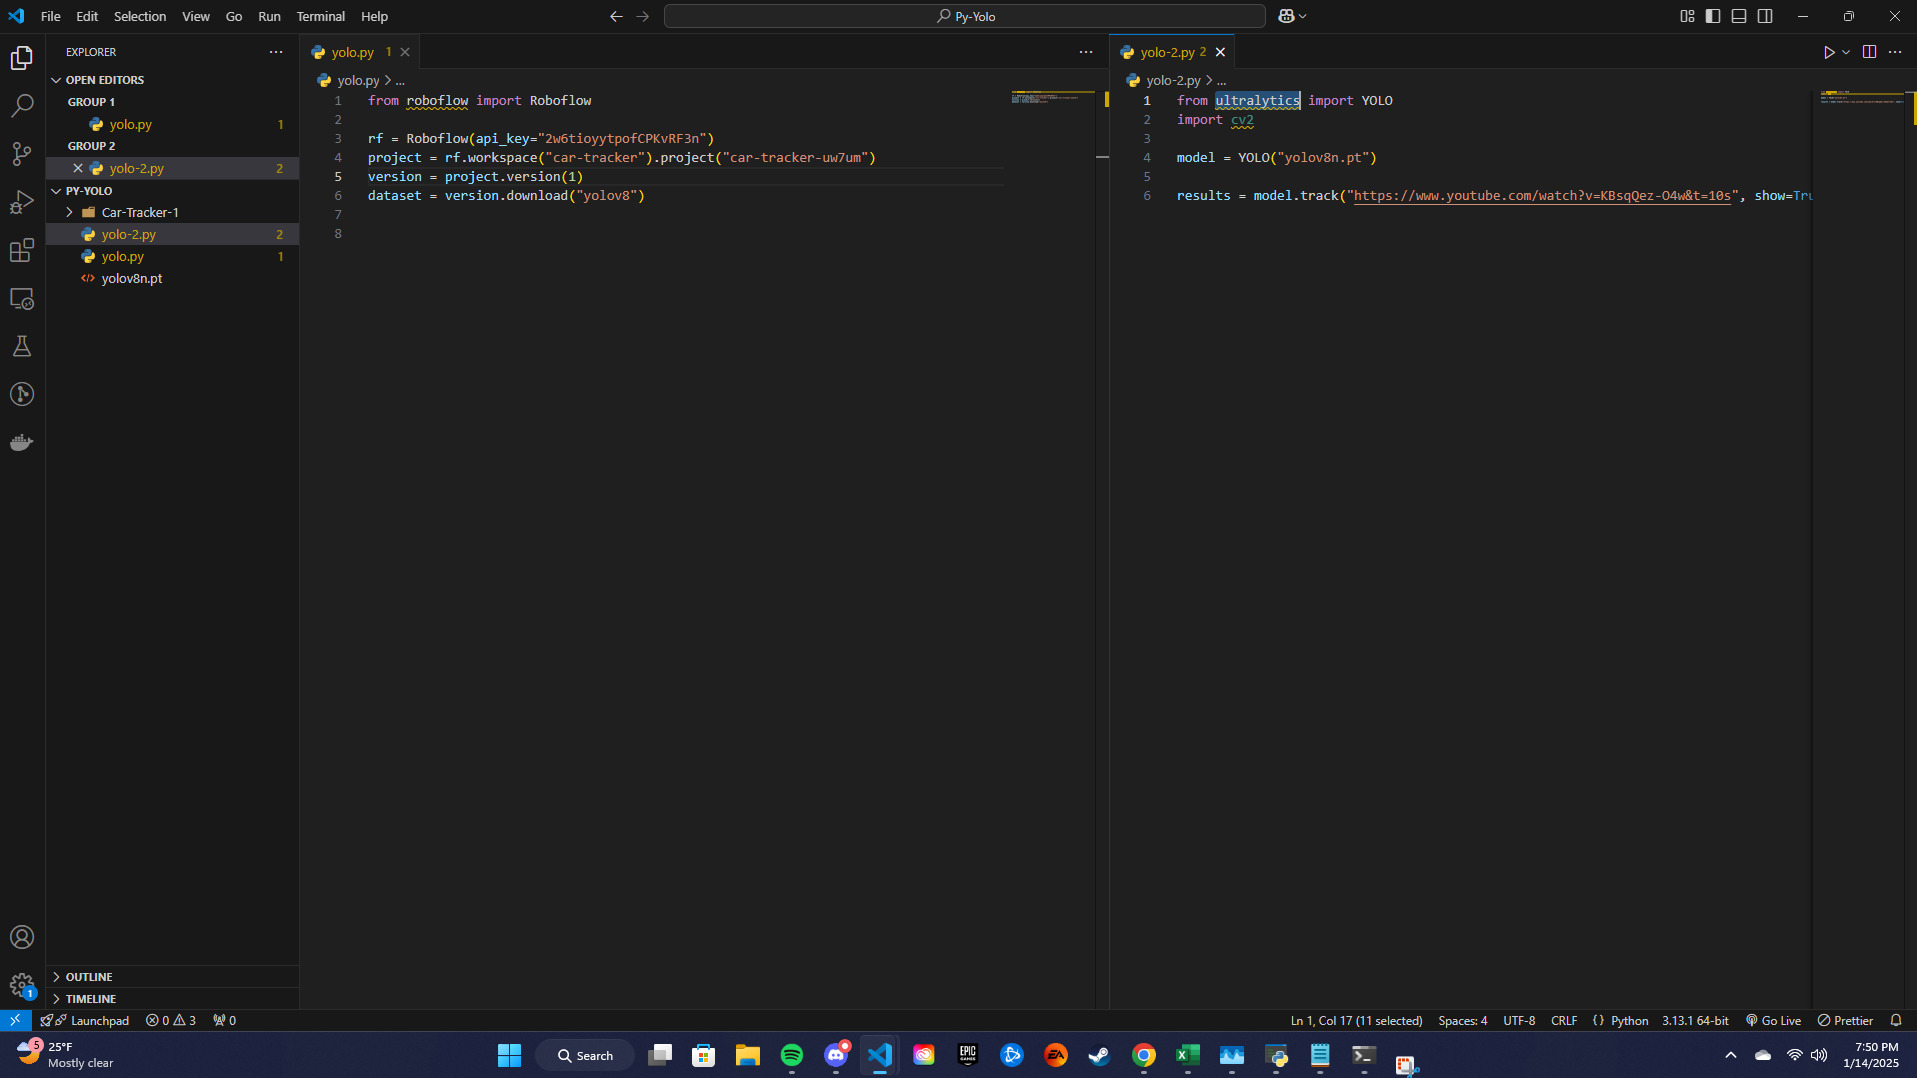 File Edit Selection View Go Run Terminal Help
Py-Yolo
EXPLORER
OPEN EDITORS
GROUP 1
yolo.py 1
GROUP 2
yolo-2.py 2
PY-YOLO
Car-Tracker-1
yolo-2.py 2
yolo.py 1
yolov8n.pt
OUTLINE
TIMELINE
yolo.py 1
yolo.py > ...
1 from roboflow import Roboflow
2
3 rf = Roboflow(api_key="2w6tioyytpofCPKvRF3n")
4 project = rf.workspace("car-tracker").project("car-tracker-uw7um")
5 version = project.version(1)
6 dataset = version.download("yolov8")
7
8
yolo-2.py 2
yolo-2.py > ...
1 from ultralytics import YOLO
2 import cv2
3
4 model = YOLO("yolov8n.pt")
5
6 results = model.track("https://www.youtube.com/watch?v=KBsqQez-O4w&t=10s", show=Tru
1
Launchpad 0 3 0
Ln 1, Col 17 (11 selected) Spaces: 4 UTF-8 CRLF {} Python 3.13.1 64-bit Go Live Prettier
5
25°F
Mostly clear
Search
EPIC GAMES
EA
7:50 PM
1/14/2025